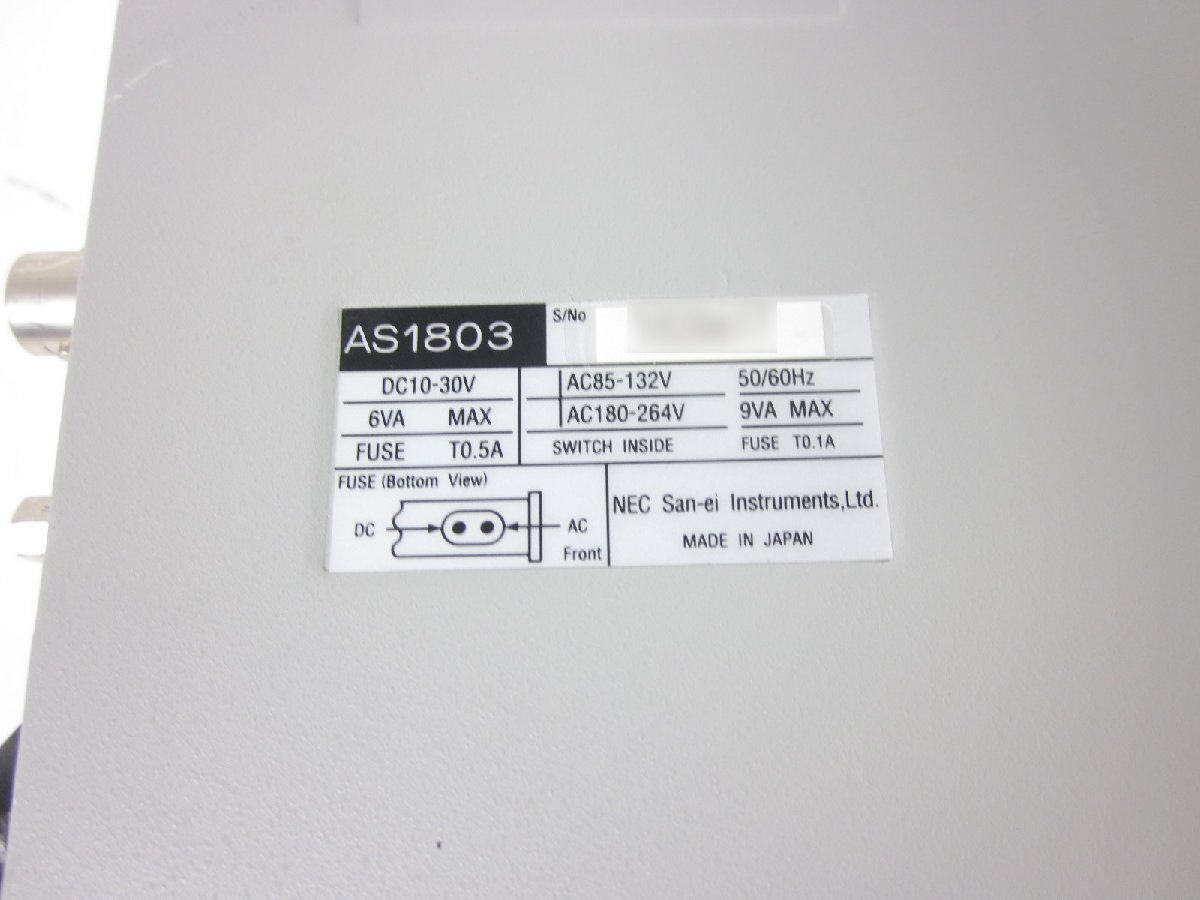 AS1803
S/No
DC10-30V
AC85-132V 50/60Hz
6VA MAX
AC180-264V 9VA MAX
FUSE T0.5A
SWITCH INSIDE FUSE T0.1A
FUSE (Bottom View)
DC AC
Front
NEC San-ei Instruments,Ltd.
MADE IN JAPAN